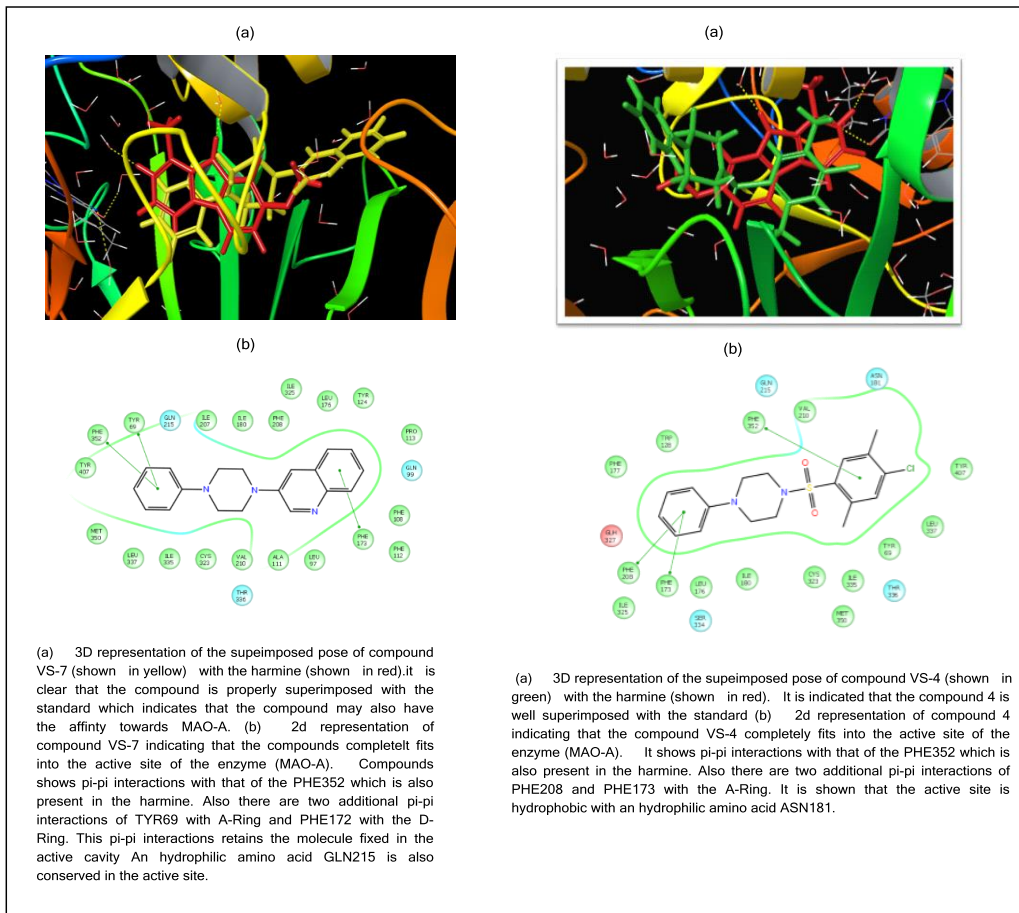 (a)
(b)
ILE 325
LEU 176
TYR 124
TYR 69
GLN 215
ILE 207
ILE 180
PHE 208
PHE 352
PRO 113
TYR 407
GLN 99
N
N
N
PHE 108
MET 350
PHE 173
PHE 112
LEU 337
ILE 335
CYS 323
VAL 210
ALA 111
LEU 97
THR 336
(a) 3D representation of the supeimposed pose of compound
VS-7 (shown in yellow) with the harmine (shown in red).it is
clear that the compound is properly superimposed with the
standard which indicates that the compound may also have
the affinty towards MAO-A. (b) 2d representation of
compound VS-7 indicating that the compounds completelt fits
into the active site of the enzyme (MAO-A). Compounds
shows pi-pi interactions with that of the PHE352 which is also
present in the harmine. Also there are two additional pi-pi
interactions of TYR69 with A-Ring and PHE172 with the D-
Ring. This pi-pi interactions retains the molecule fixed in the
active cavity An hydrophilic amino acid GLN215 is also
conserved in the active site.
(a)
(b)
GLN 215
ASN 181
VAL 210
PHE 352
TRP 128
PHE 177
TYR 407
O
Cl
N
S
N
O
GLH 327
LEU 337
TYR 69
PHE 208
PHE 173
LEU 176
ILE 180
CYS 323
ILE 335
THR 336
ILE 325
SER 334
MET 350
(a) 3D representation of the supeimposed pose of compound VS-4 (shown in
green) with the harmine (shown in red). It is indicated that the compound 4 is
well superimposed with the standard (b) 2d representation of compound 4
indicating that the compound VS-4 completely fits into the active site of the
enzyme (MAO-A). It shows pi-pi interactions with that of the PHE352 which is
also present in the harmine. Also there are two additional pi-pi interactions of
PHE208 and PHE173 with the A-Ring. It is shown that the active site is
hydrophobic with an hydrophilic amino acid ASN181.